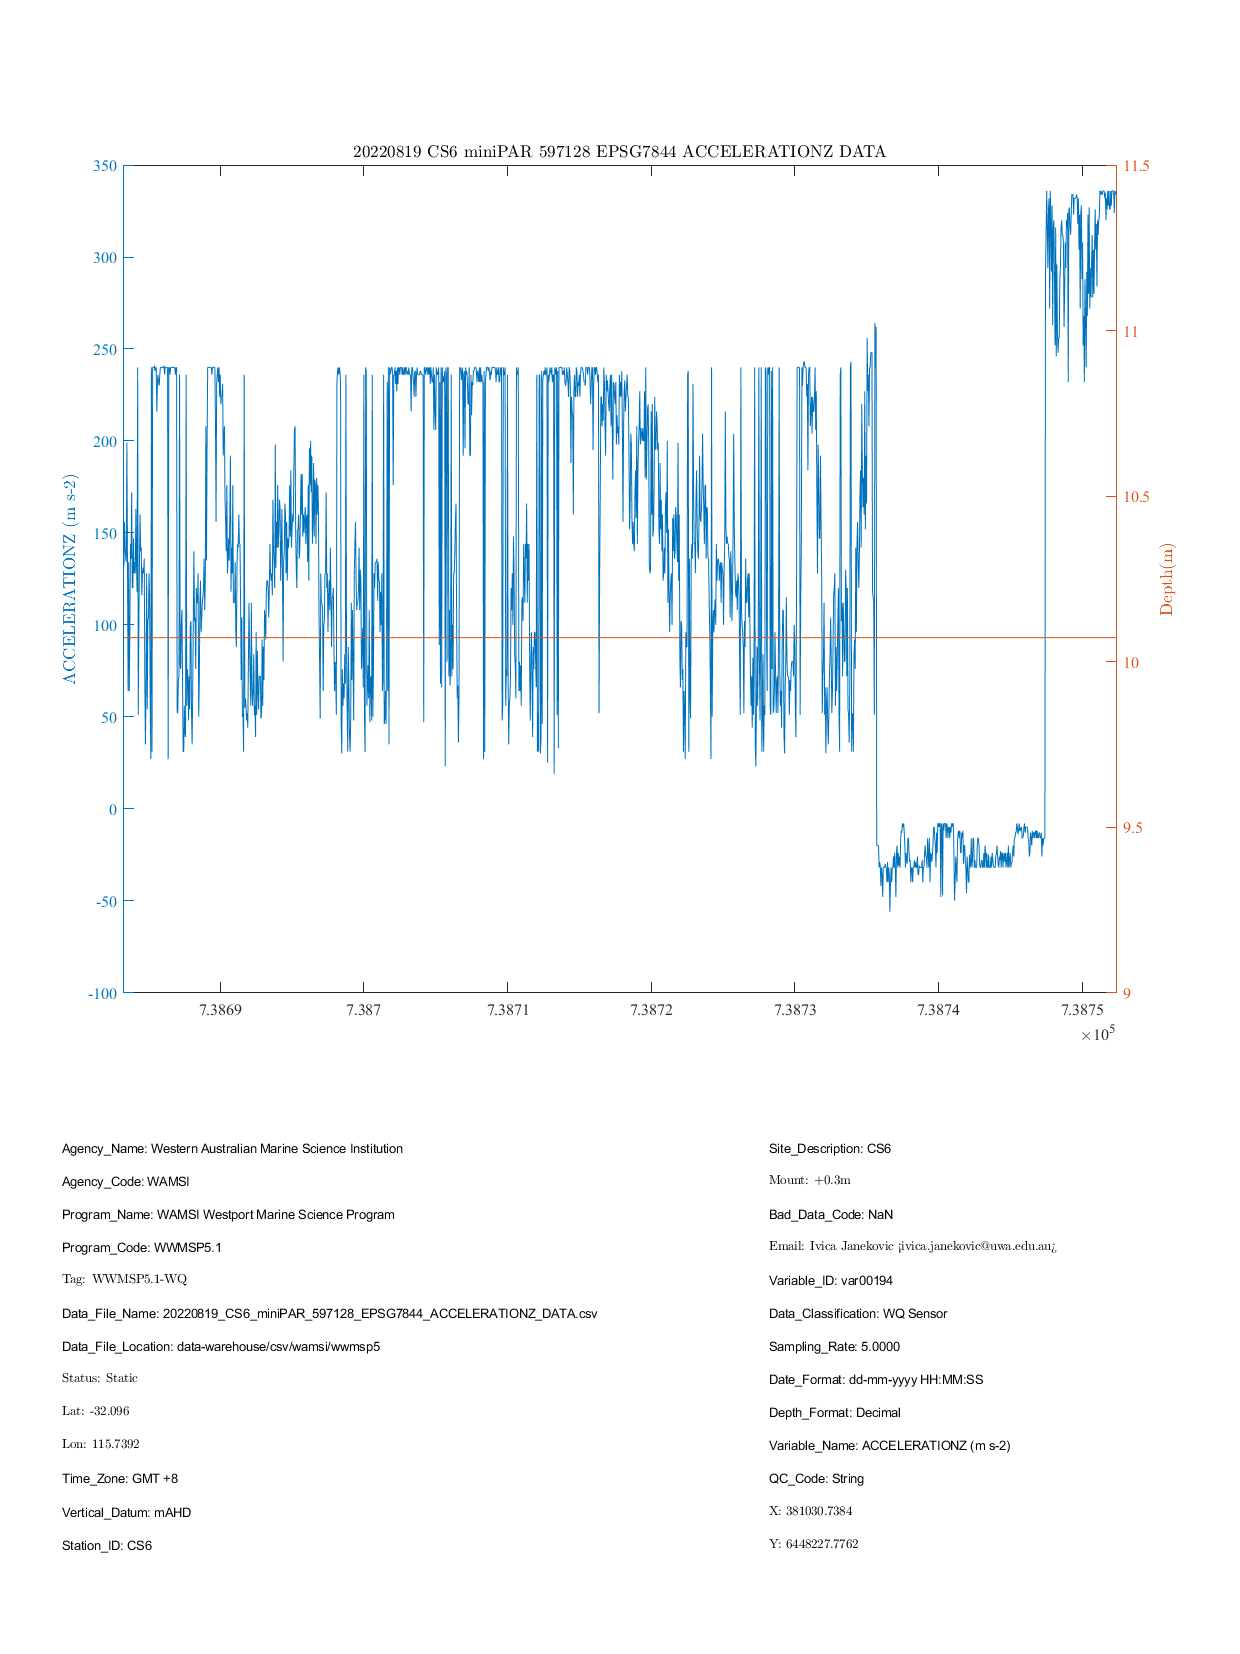 20220819 CS6 miniPAR 597128 EPSG7844 ACCELERATIONZ DATA
350
300
250
200
150
100
50
0
-50
-100
ACCELERATIONZ (m s-2)
11.5
11
10.5
10
9.5
9
Depth(m)
7.3869
7.387
7.3871
7.3872
7.3873
7.3874
7.3875
×10^5
Agency_Name: Western Australian Marine Science Institution
Agency_Code: WAMSI
Program_Name: WAMSI Westport Marine Science Program
Program_Code: WWMSP5.1
Tag: WWMSP5.1-WQ
Data_File_Name: 20220819_CS6_miniPAR_597128_EPSG7844_ACCELERATIONZ_DATA.csv
Data_File_Location: data-warehouse/csv/wamsi/wwmsp5
Status: Static
Lat: -32.096
Lon: 115.7392
Time_Zone: GMT +8
Vertical_Datum: mAHD
Station_ID: CS6
Site_Description: CS6
Mount: +0.3m
Bad_Data_Code: NaN
Email: Ivica Janekovic ¡ivica.janekovic@uwa.edu.au¿
Variable_ID: var00194
Data_Classification: WQ Sensor
Sampling_Rate: 5.0000
Date_Format: dd-mm-yyyy HH:MM:SS
Depth_Format: Decimal
Variable_Name: ACCELERATIONZ (m s-2)
QC_Code: String
X: 381030.7384
Y: 6448227.7762